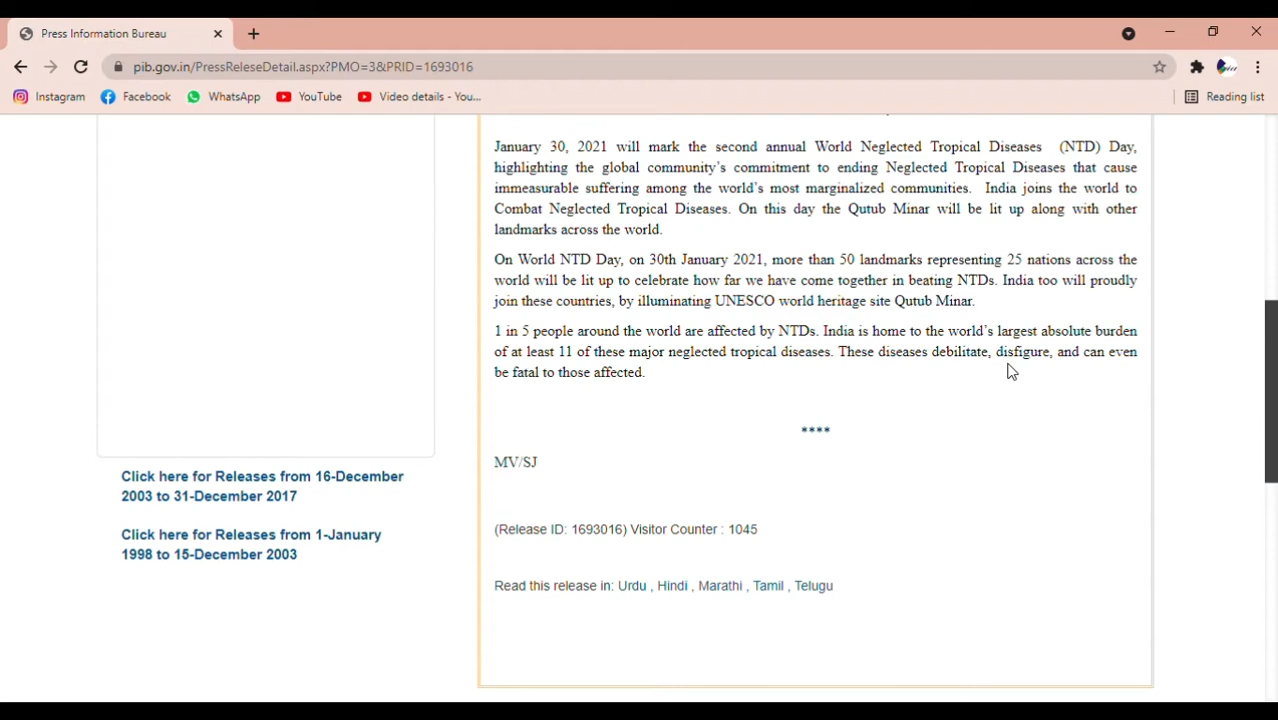 Press Information Bureau
pib.gov.in/PressReleseDetail.aspx?PMO=3&PRID=1693016
Instagram Facebook WhatsApp YouTube Video details - You... Reading list
January 30, 2021 will mark the second annual World Neglected Tropical Diseases (NTD) Day,
highlighting the global community's commitment to ending Neglected Tropical Diseases that cause
immeasurable suffering among the world's most marginalized communities. India joins the world to
Combat Neglected Tropical Diseases. On this day the Qutub Minar will be lit up along with other
landmarks across the world.
On World NTD Day, on 30th January 2021, more than 50 landmarks representing 25 nations across the
world will be lit up to celebrate how far we have come together in beating NTDs. India too will proudly
join these countries, by illuminating UNESCO world heritage site Qutub Minar.
1 in 5 people around the world are affected by NTDs. India is home to the world's largest absolute burden
of at least 11 of these major neglected tropical diseases. These diseases debilitate, disfigure, and can even
be fatal to those affected.
****
MV/SJ
Click here for Releases from 16-December
2003 to 31-December 2017
Click here for Releases from 1-January
1998 to 15-December 2003
(Release ID: 1693016) Visitor Counter : 1045
Read this release in: Urdu , Hindi , Marathi , Tamil , Telugu